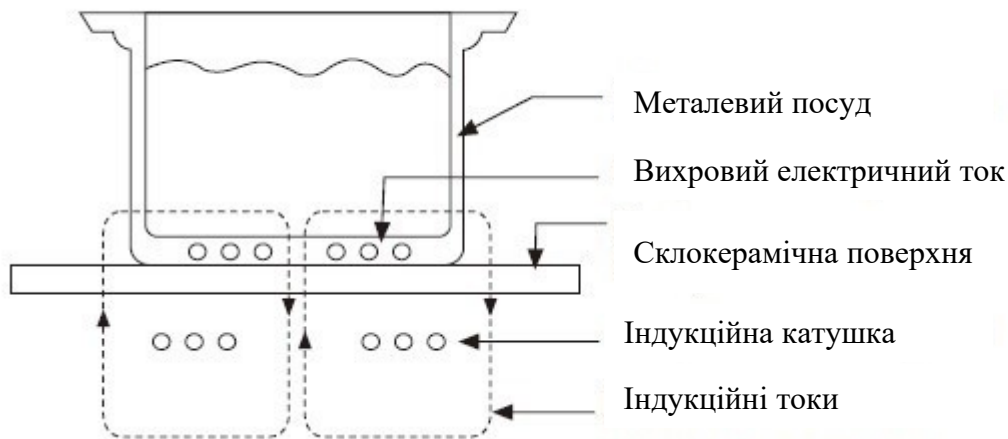 Металевий посуд
Вихровий електричний ток
Склокерамічна поверхня
Індукційна катушка
Індукційні токи